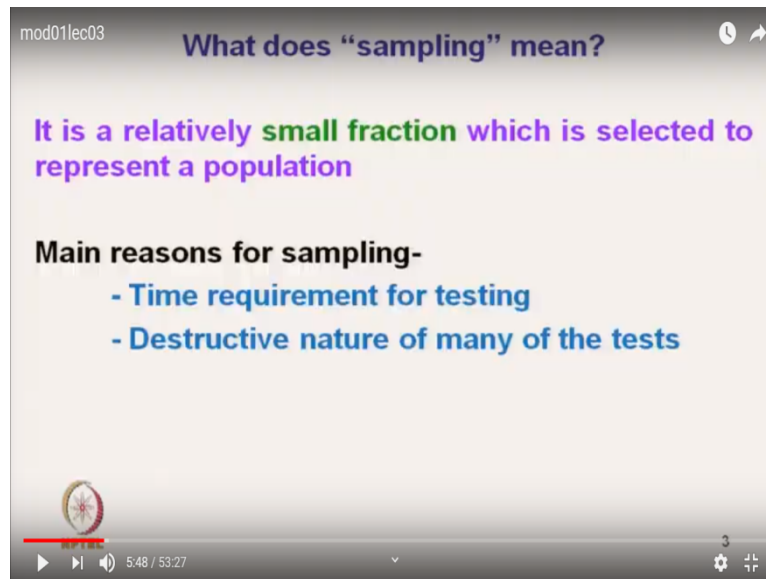 mod01lec03
What does “sampling” mean?
It is a relatively small fraction which is selected to
represent a population
Main reasons for sampling-
- Time requirement for testing
- Destructive nature of many of the tests
NPTEL
3
5:48 / 53:27